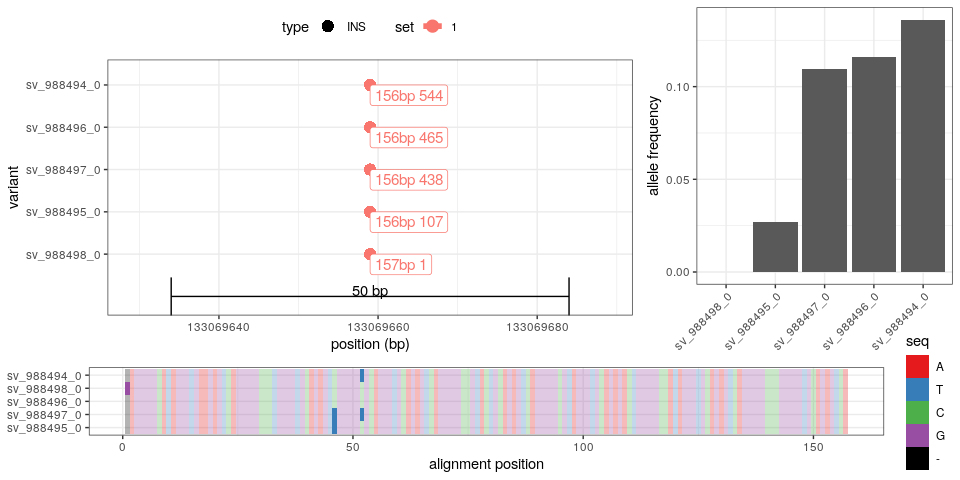 type INS set 1
variant
sv_988494_0
sv_988496_0
sv_988497_0
sv_988495_0
sv_988498_0
156bp 544
156bp 465
156bp 438
156bp 107
157bp 1
50 bp
133069640 133069660 133069680
position (bp)
allele frequency
0.10
0.05
0.00
sv_988498_0
sv_988495_0
sv_988497_0
sv_988496_0
sv_988494_0
sv_988494_0
sv_988498_0
sv_988496_0
sv_988497_0
sv_988495_0
0 50 100 150
alignment position
seq
A
T
C
G
-